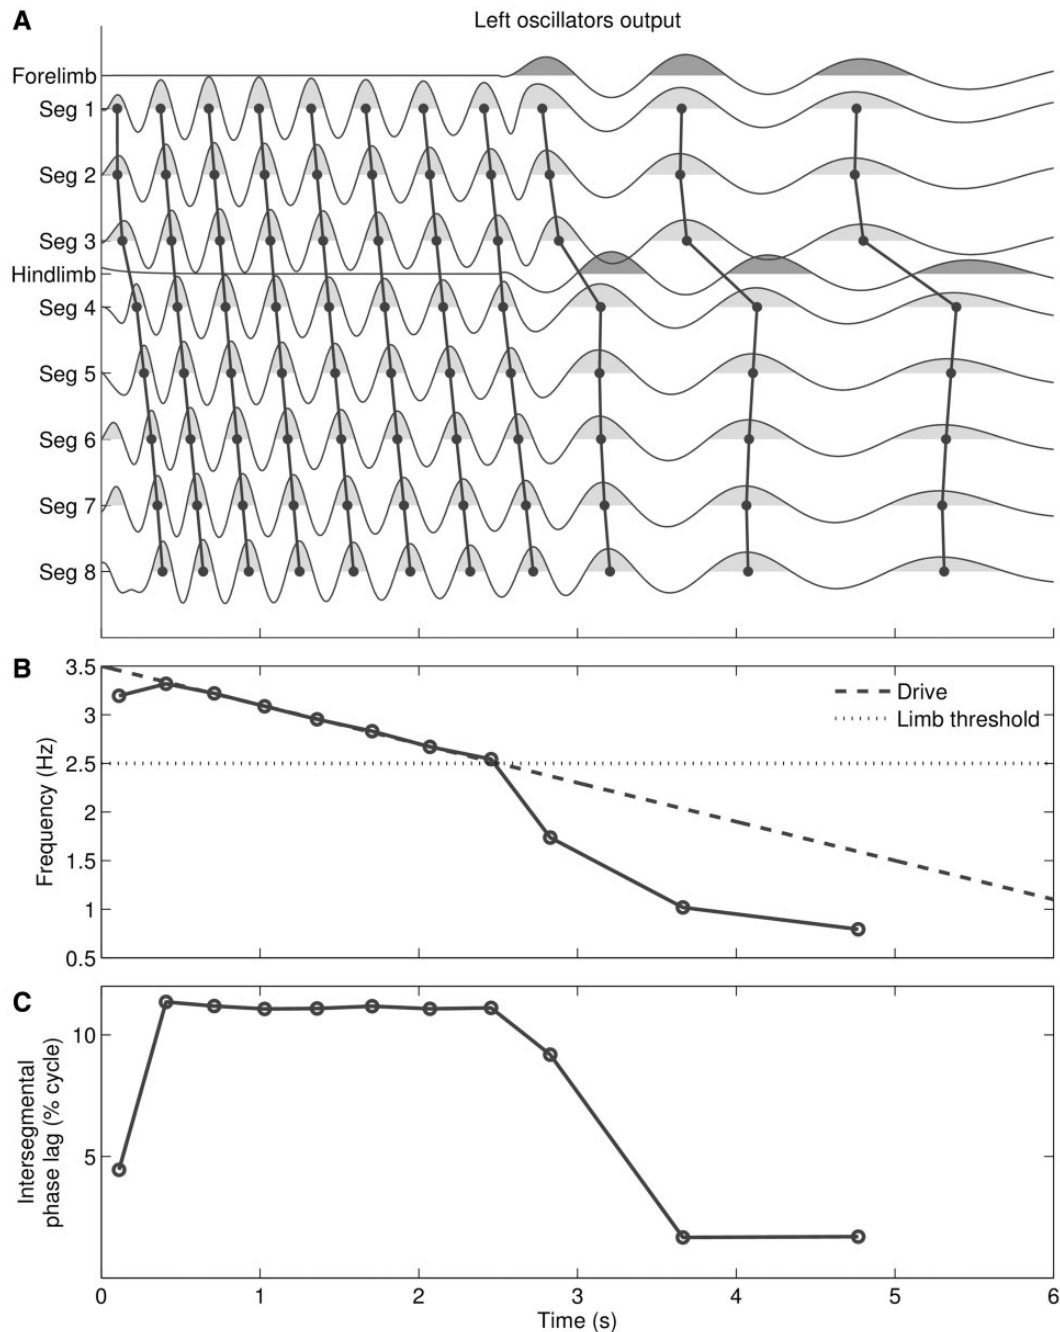 A
Left oscillators output
Forelimb
Seg 1
Seg 2
Seg 3
Hindlimb
Seg 4
Seg 5
Seg 6
Seg 7
Seg 8
B
3.5
3
2.5
2
1.5
1
0.5
Frequency (Hz)
Drive
Limb threshold
C
10
5
Intersegmental
phase lag (% cycle)
0 1 2 3 4 5 6
Time (s)